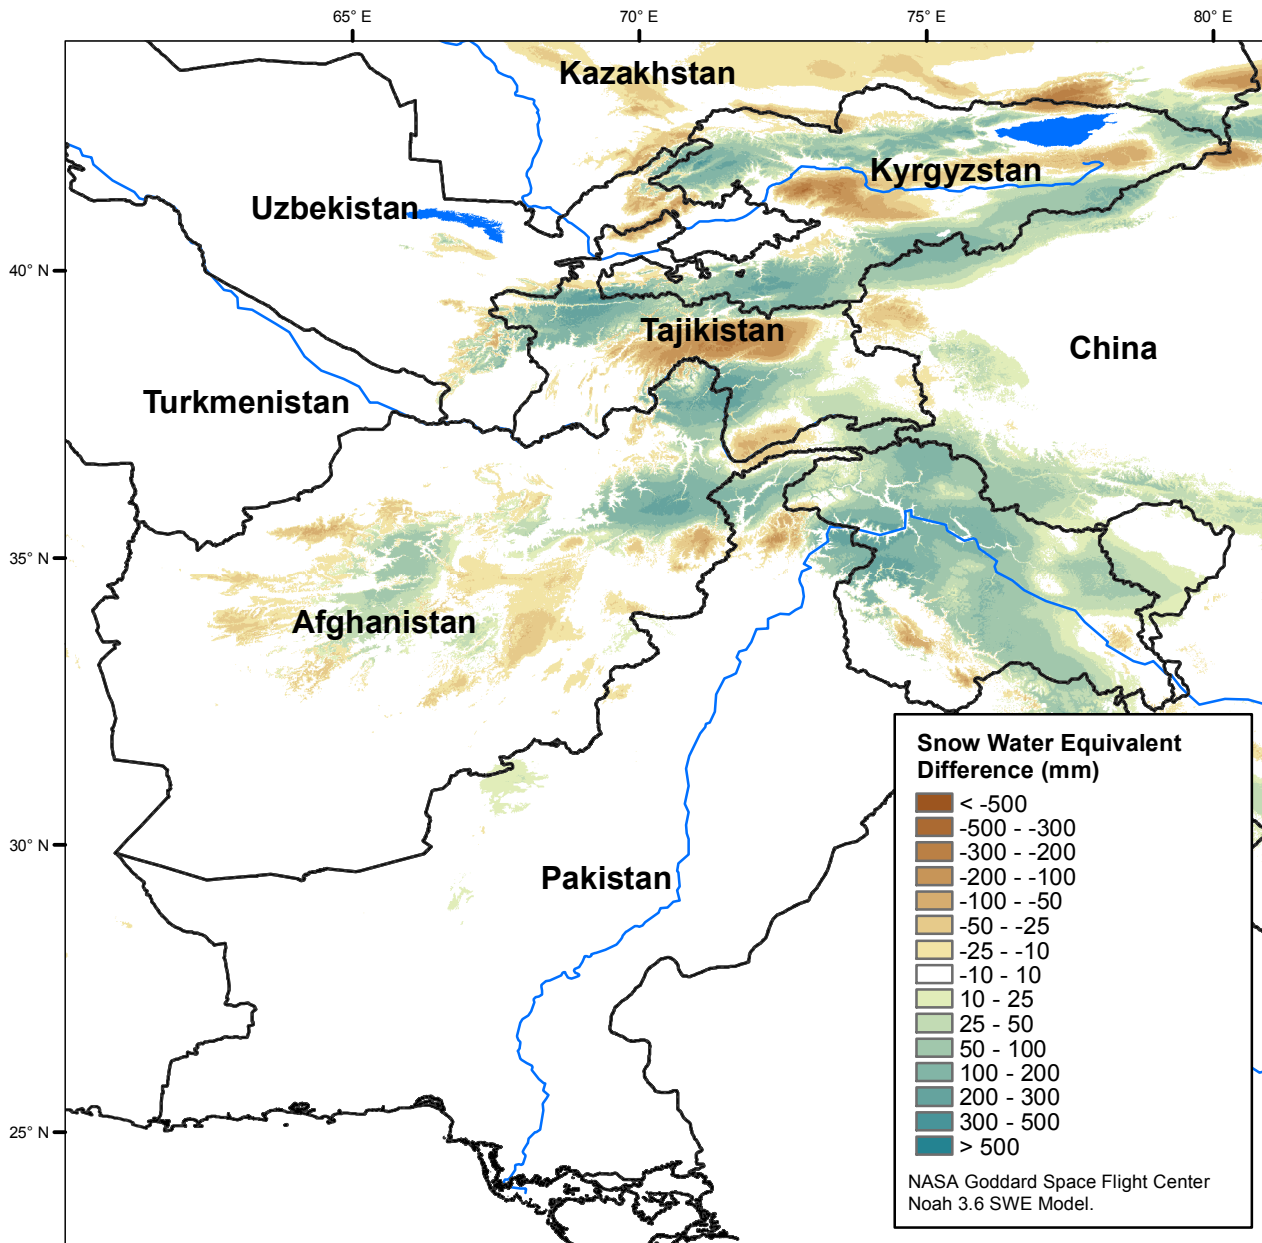 65° E 70° E 75° E 80° E
Kazakhstan
Kyrgyzstan
Uzbekistan
40° N
Tajikistan
China
Turkmenistan
35° N
Afghanistan
Snow Water Equivalent
Difference (mm)
< -500
-500 - -300
-300 - -200
-200 - -100
-100 - -50
-50 - -25
-25 - -10
-10 - 10
10 - 25
25 - 50
50 - 100
100 - 200
200 - 300
300 - 500
> 500
30° N
Pakistan
25° N
NASA Goddard Space Flight Center
Noah 3.6 SWE Model.